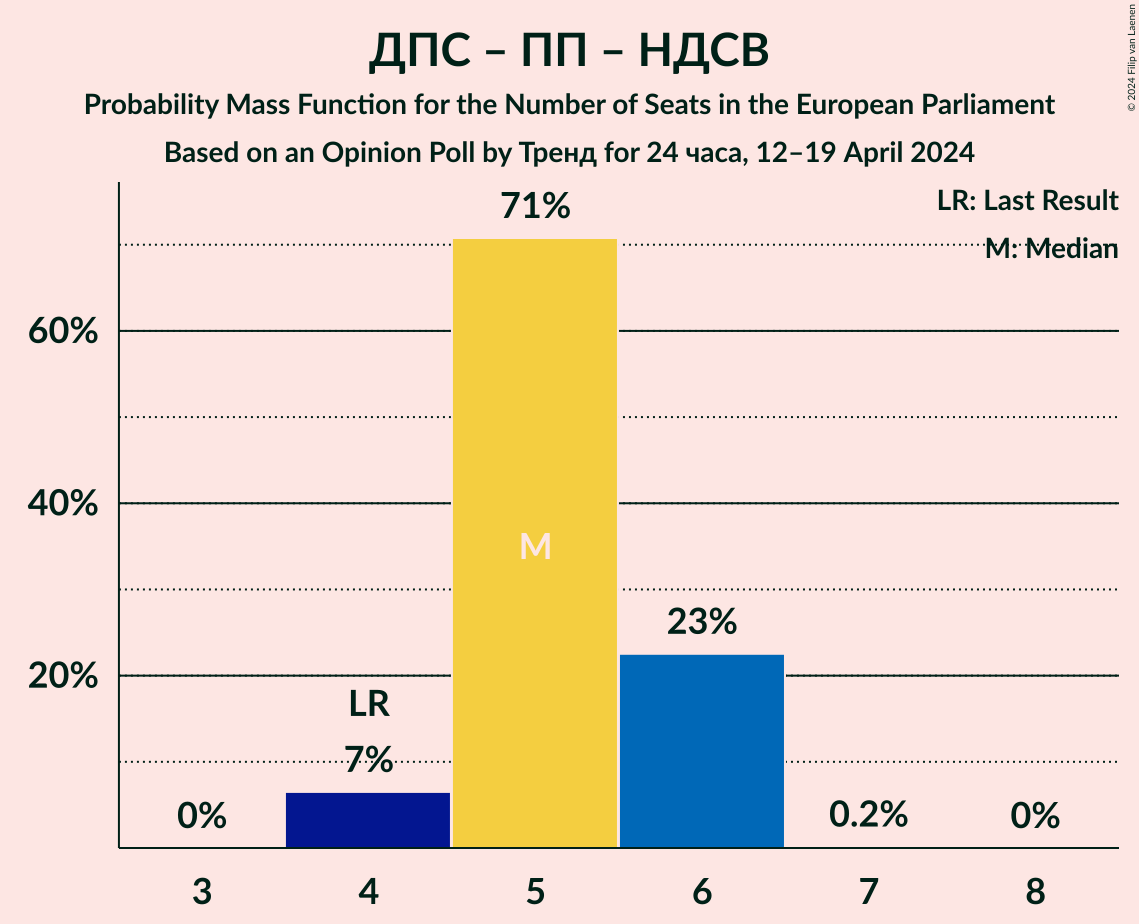 ДПС – ПП – НДСВ
Probability Mass Function for the Number of Seats in the European Parliament
Based on an Opinion Poll by Тренд for 24 часа, 12–19 April 2024
© 2024 Filip van Laenen
LR: Last Result
M: Median
71%
60%
40%
M
23%
20%
LR
7%
0%
0.2%
0%
3
4
5
6
7
8